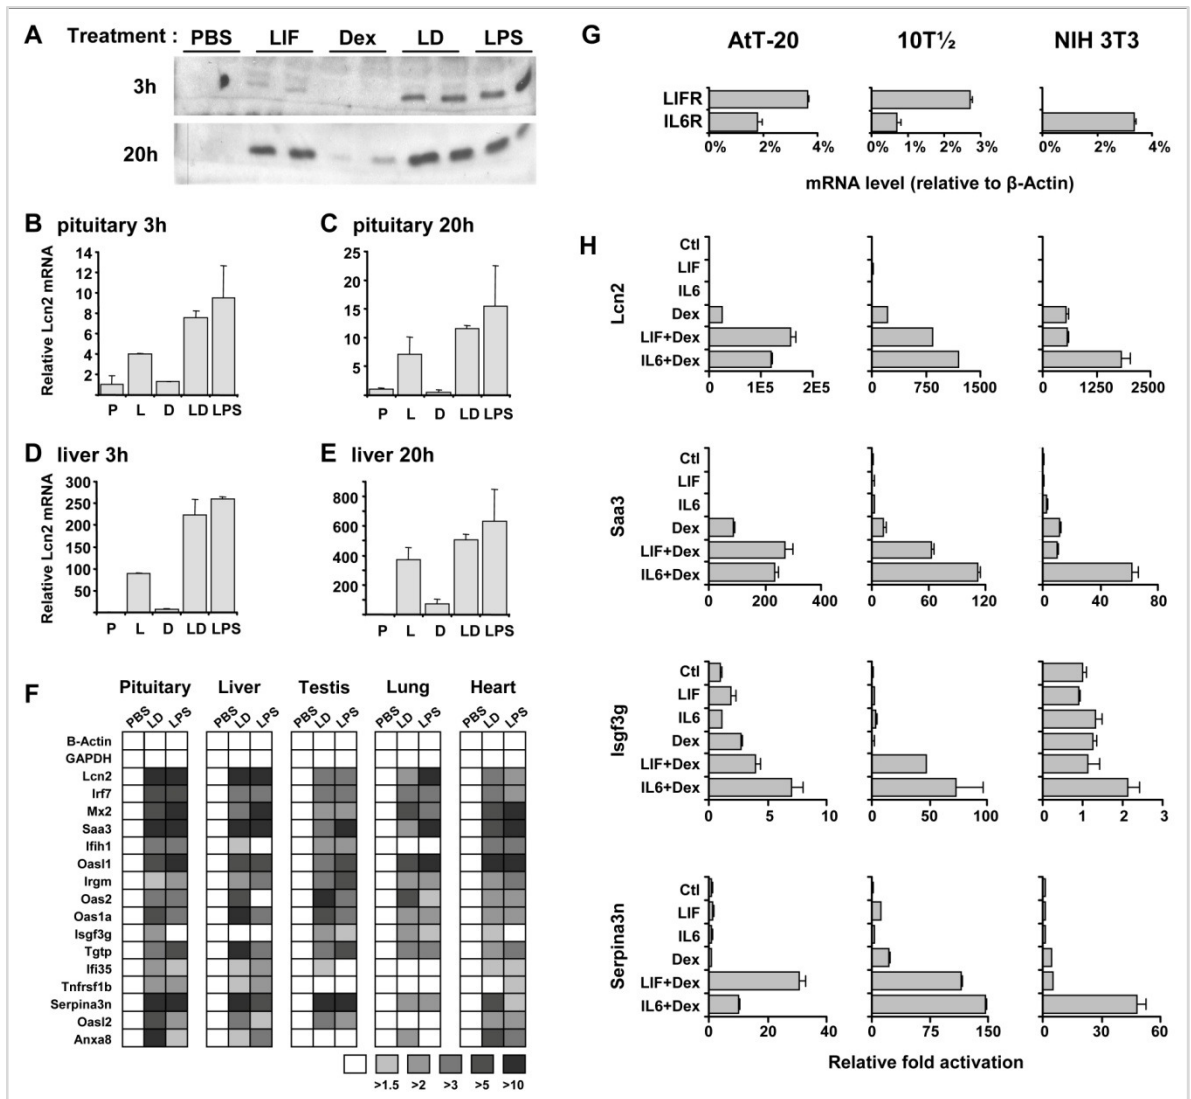 A Treatment : PBS LIF Dex LD LPS
3h
20h
B pituitary 3h
Relative Lcn2 mRNA
14
12
10
8
6
4
2
P L D LD LPS
C pituitary 20h
25
20
15
10
5
P L D LD LPS
D liver 3h
Relative Lcn2 mRNA
300
250
200
150
100
50
P L D LD LPS
E liver 20h
800
600
400
200
P L D LD LPS
F
Pituitary Liver Testis Lung Heart
PBS LD LPS PBS LD LPS PBS LD LPS PBS LD LPS PBS LD LPS
B-Actin
GAPDH
Lcn2
Irf7
Mx2
Saa3
Ifih1
Oasl1
Irgm
Oas2
Oas1a
Isgf3g
Tgtp
Ifi35
Tnfrsf1b
Serpina3n
Oasl2
Anxa8
>1.5 >2 >3 >5 >10
G AtT-20 10T½ NIH 3T3
LIFR
IL6R
0% 2% 4% 0% 1% 2% 3% 0% 2% 4%
mRNA level (relative to β-Actin)
H
Lcn2
Ctl
LIF
IL6
Dex
LIF+Dex
IL6+Dex
0 1E5 2E5 0 750 1500 0 1250 2500
Saa3
Ctl
LIF
IL6
Dex
LIF+Dex
IL6+Dex
0 200 400 0 60 120 0 40 80
Isgf3g
Ctl
LIF
IL6
Dex
LIF+Dex
IL6+Dex
0 5 10 0 50 100 0 1 2 3
Serpina3n
Ctl
LIF
IL6
Dex
LIF+Dex
IL6+Dex
0 20 40 0 75 150 0 30 60
Relative fold activation